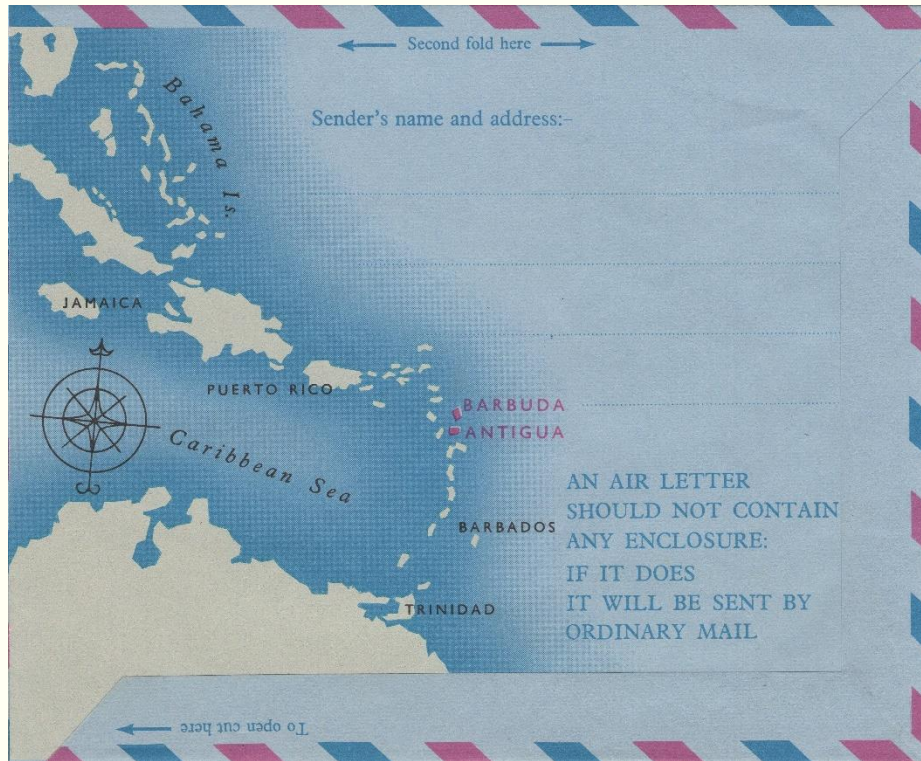 Second fold here
Sender's name and address:-
Bahama Is.
JAMAICA
PUERTO RICO
BARBUDA
ANTIGUA
Caribbean Sea
BARBADOS
TRINIDAD
AN AIR LETTER
SHOULD NOT CONTAIN
ANY ENCLOSURE:
IF IT DOES
IT WILL BE SENT BY
ORDINARY MAIL
To open cut here